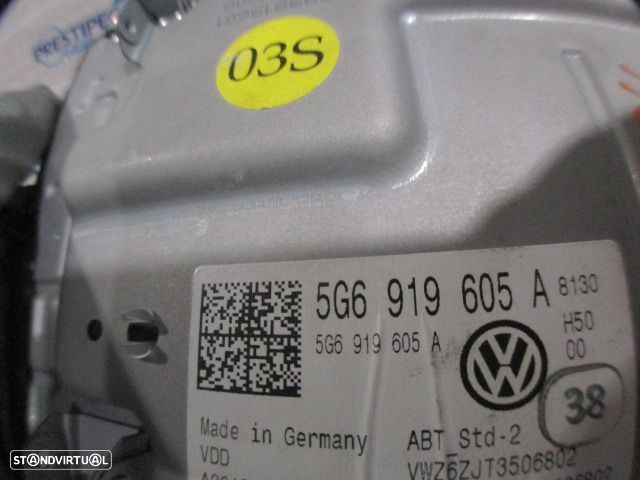 PRESTIPE
03S
5G6 919 605 A 8130
5G6 919 605 A
H50
00
38
Made in Germany
ABT Std-2
VDD
VWZ6ZJT3506802
STANDVIRTUAL